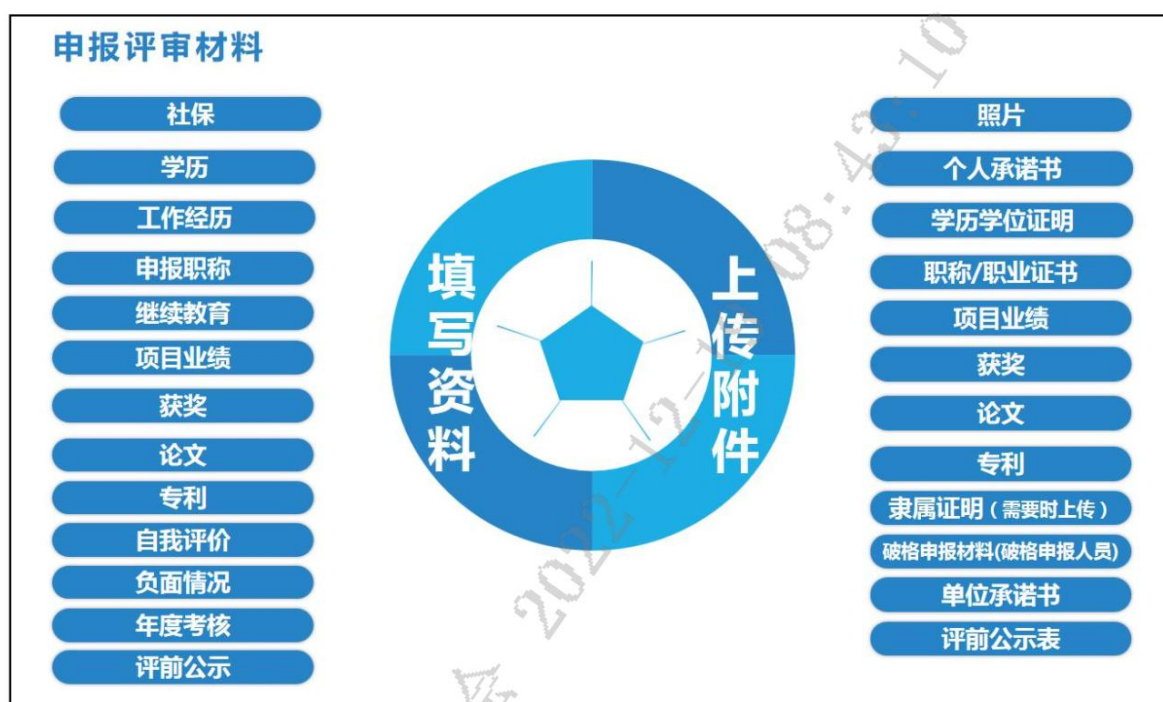 申报评审材料
社保
学历
工作经历
申报职称
继续教育
项目业绩
获奖
论文
专利
自我评价
负面情况
年度考核
评前公示
填写资料
上传附件
照片
个人承诺书
学历学位证明
职称/职业证书
项目业绩
获奖
论文
专利
隶属证明（需要时上传）
破格申报材料(破格申报人员)
单位承诺书
评前公示表